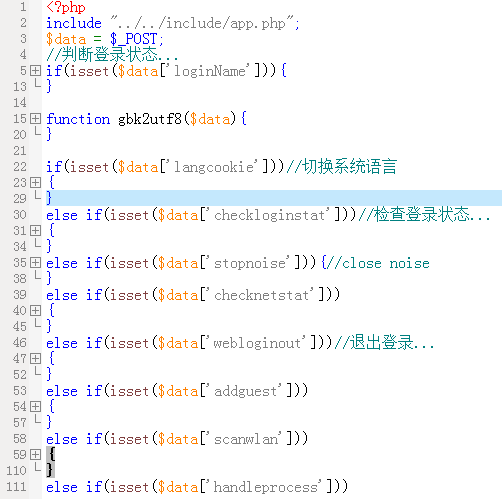 1 <?php
2 include "../../include/app.php";
3 $data = $_POST;
4 //判断登录状态...
5 if(isset($data['loginName'])){
13 }
14
15 function gbk2utf8($data){
20 }
21
22 if(isset($data['langcookie']))//切换系统语言
23 {
29 }
30 else if(isset($data['checkloginstat']))//检查登录状态...
31 {
34 }
35 else if(isset($data['stopnoise'])){//close noise
38 }
39 else if(isset($data['checknetstat']))
40 {
45 }
46 else if(isset($data['webloginout']))//退出登录...
47 {
52 }
53 else if(isset($data['addguest']))
54 {
57 }
58 else if(isset($data['scanwlan']))
59 {
110 }
111 else if(isset($data['handleprocess']))